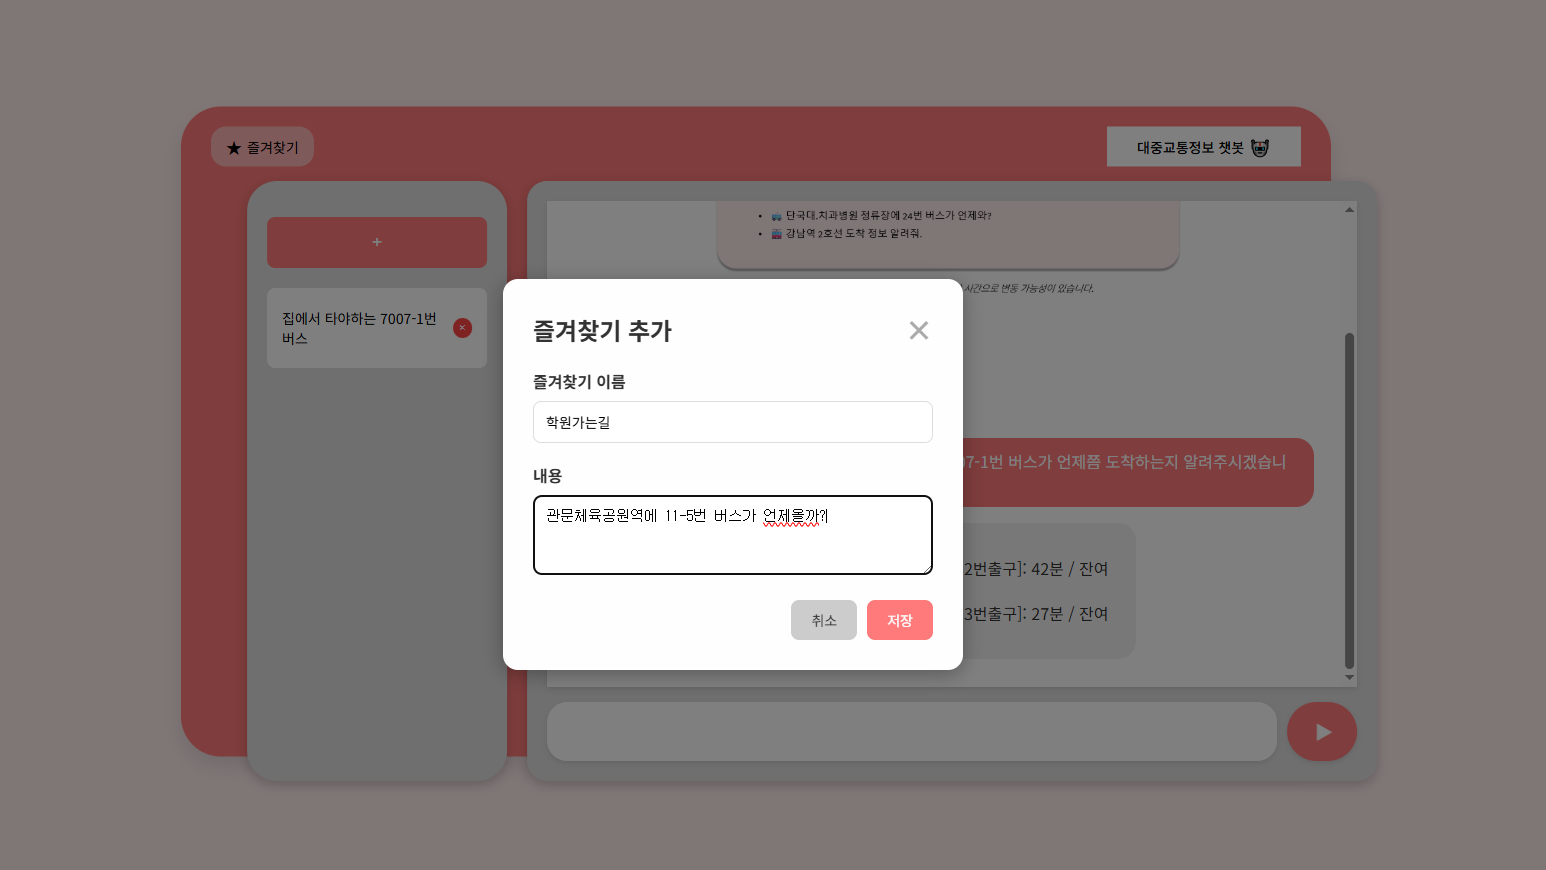 ★ 즐겨찾기
대중교통정보 챗봇
+
집에서 타야하는 7007-1번
버스
×
• 단국대.치과병원 정류장에 24번 버스가 언제와?
• 강남역 2호선 도착 정보 알려줘.
시간으로 변동 가능성이 있습니다.
즐겨찾기 추가
×
즐겨찾기 이름
학원가는길
내용
관문체육공원역에 11-5번 버스가 언제올까?
취소
저장
07-1번 버스가 언제쯤 도착하는지 알려주시겠습니
2번출구]: 42분 / 잔여
3번출구]: 27분 / 잔여